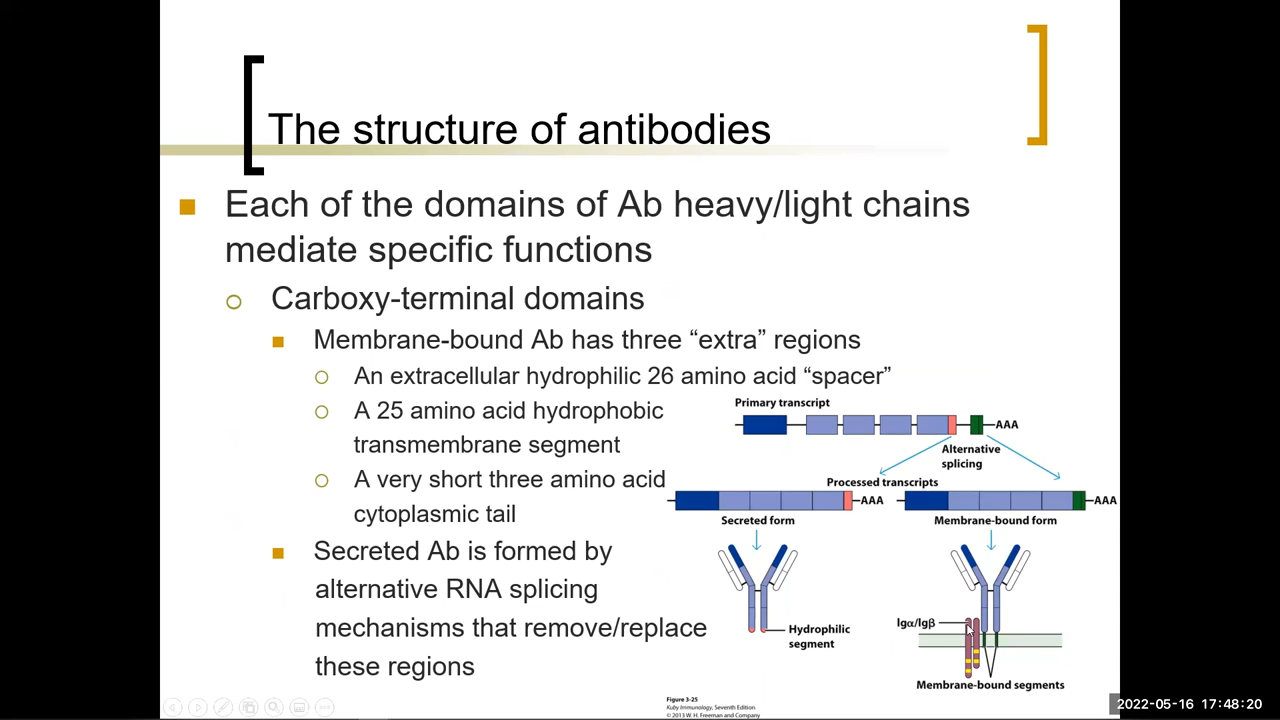 The structure of antibodies
Each of the domains of Ab heavy/light chains
mediate specific functions
Carboxy-terminal domains
Membrane-bound Ab has three “extra” regions
An extracellular hydrophilic 26 amino acid “spacer”
A 25 amino acid hydrophobic
transmembrane segment
A very short three amino acid
cytoplasmic tail
Secreted Ab is formed by
alternative RNA splicing
mechanisms that remove/replace
these regions
Primary transcript
AAA
Alternative
splicing
Processed transcripts
AAA
AAA
Secreted form
Membrane-bound form
Igα/Igβ
Hydrophilic
segment
Membrane-bound segments
Figure 3-25
Kuby Immunology, Seventh Edition
© 2013 W. H. Freeman and Company
2022-05-16 17:48:20